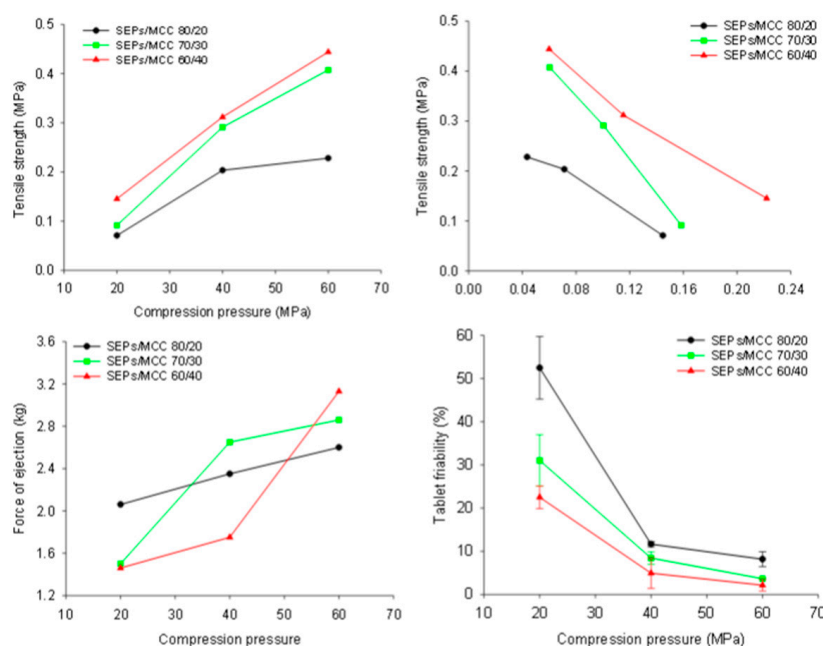 SEPs/MCC 80/20
SEPs/MCC 70/30
SEPs/MCC 60/40
Tensile strength (MPa)
0.5
0.4
0.3
0.2
0.1
0.0
10 20 30 40 50 60 70
Compression pressure (MPa)
SEPs/MCC 80/20
SEPs/MCC 70/30
SEPs/MCC 60/40
Tensile strength (MPa)
0.5
0.4
0.3
0.2
0.1
0.0
0.00 0.04 0.08 0.12 0.16 0.20 0.24
SEPs/MCC 80/20
SEPs/MCC 70/30
SEPs/MCC 60/40
Force of ejection (kg)
3.6
3.2
2.8
2.4
2.0
1.6
1.2
10 20 30 40 50 60 70
Compression pressure
SEPs/MCC 80/20
SEPs/MCC 70/30
SEPs/MCC 60/40
Tablet friability (%)
60
50
40
30
20
10
0
10 20 30 40 50 60 70
Compression pressure (MPa)